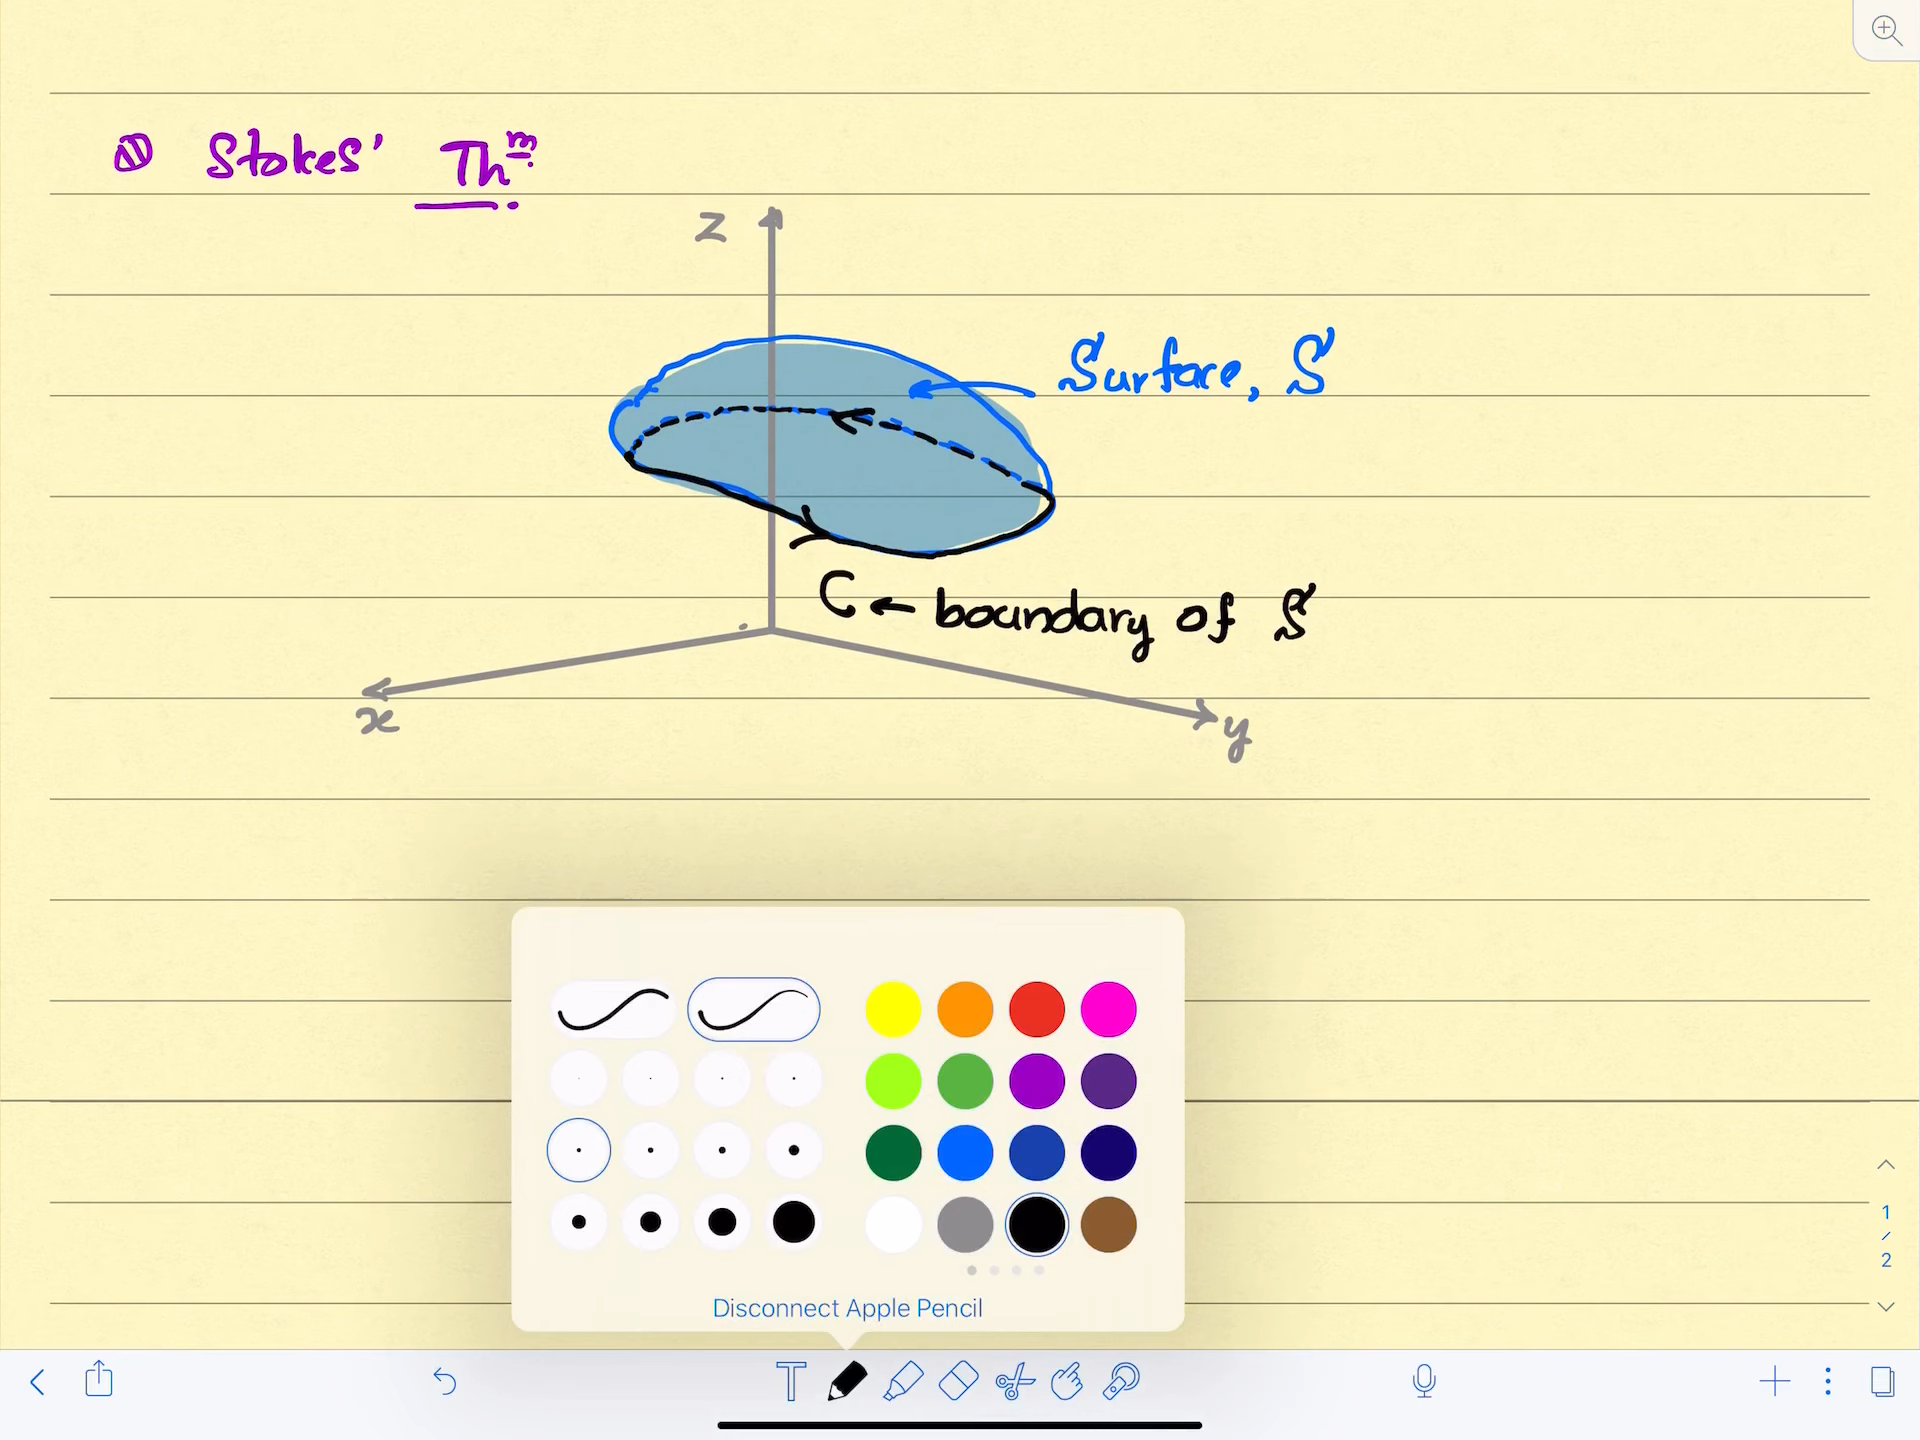 Stokes' Thm
z
Surface, S
C ← boundary of S
x
y
1
/
2
Disconnect Apple Pencil
T